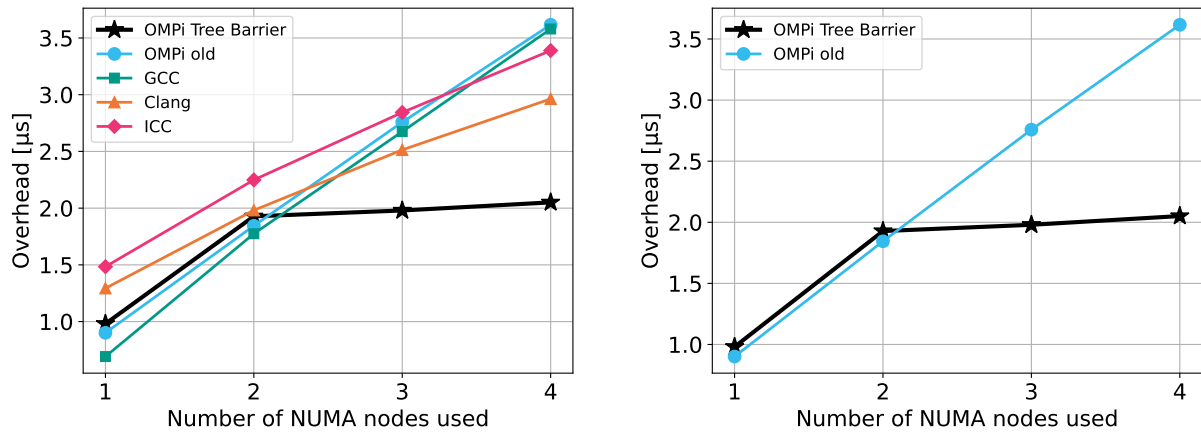 3.5
3.0
2.5
2.0
1.5
1.0
Overhead [µs]
OMPi Tree Barrier
OMPi old
GCC
Clang
ICC
1 2 3 4
Number of NUMA nodes used
3.5
3.0
2.5
2.0
1.5
1.0
Overhead [µs]
OMPi Tree Barrier
OMPi old
1 2 3 4
Number of NUMA nodes used